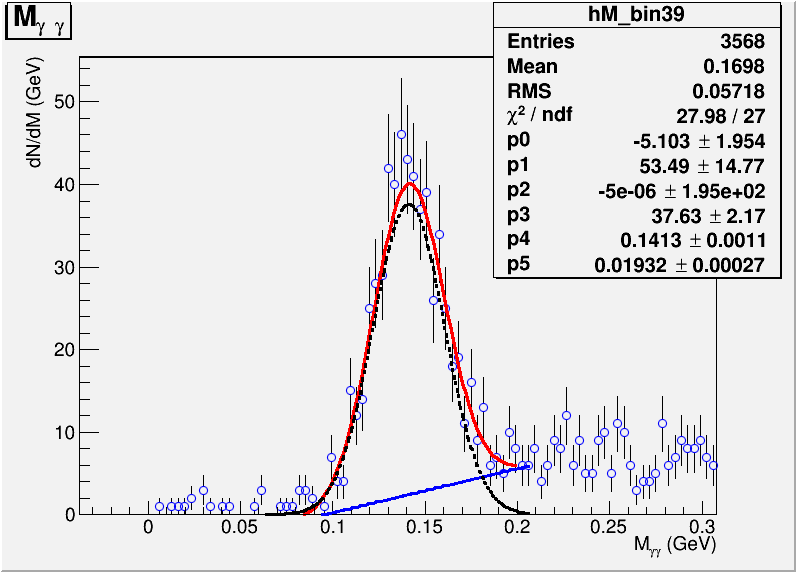 M γ γ
hM_bin39
Entries 3568
Mean 0.1698
RMS 0.05718
χ² / ndf 27.98 / 27
p0 -5.103 ± 1.954
p1 53.49 ± 14.77
p2 -5e-06 ± 1.95e+02
p3 37.63 ± 2.17
p4 0.1413 ± 0.0011
p5 0.01932 ± 0.00027
dN/dM (GeV)
50
40
30
20
10
0
0 0.05 0.1 0.15 0.2 0.25 0.3
Mγγ (GeV)